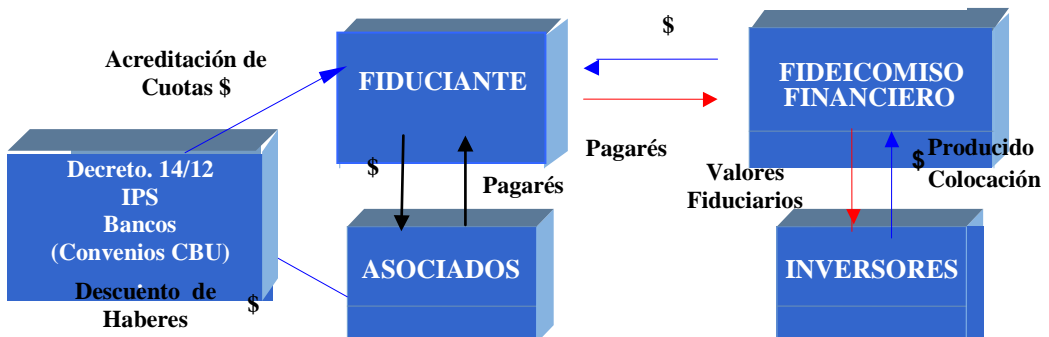 $
Acreditación de
Cuotas $
FIDUCIANTE
FIDEICOMISO
FINANCIERO
Decreto. 14/12
IPS
Bancos
(Convenios CBU)
.
Descuento de
Haberes
$
$
Pagarés
Pagarés
Valores
Fiduciarios
$ Producido
Colocación
ASOCIADOS
INVERSORES